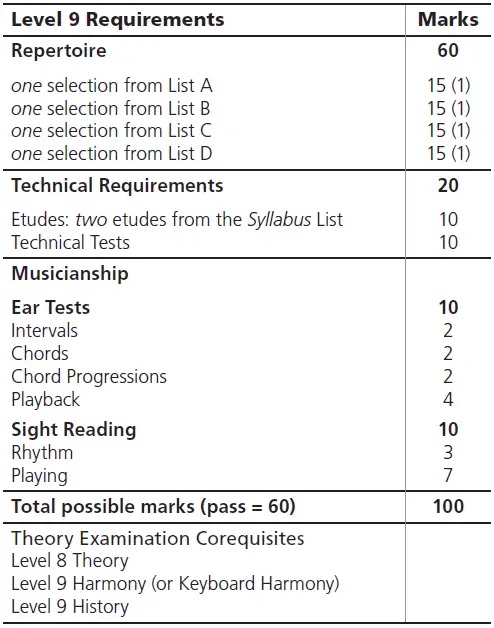 Level 9 Requirements Marks
Repertoire 60
one selection from List A 15 (1)
one selection from List B 15 (1)
one selection from List C 15 (1)
one selection from List D 15 (1)
Technical Requirements 20
Etudes: two etudes from the Syllabus List 10
Technical Tests 10
Musicianship
Ear Tests 10
Intervals 2
Chords 2
Chord Progressions 2
Playback 4
Sight Reading 10
Rhythm 3
Playing 7
Total possible marks (pass = 60) 100
Theory Examination Corequisites
Level 8 Theory
Level 9 Harmony (or Keyboard Harmony)
Level 9 History